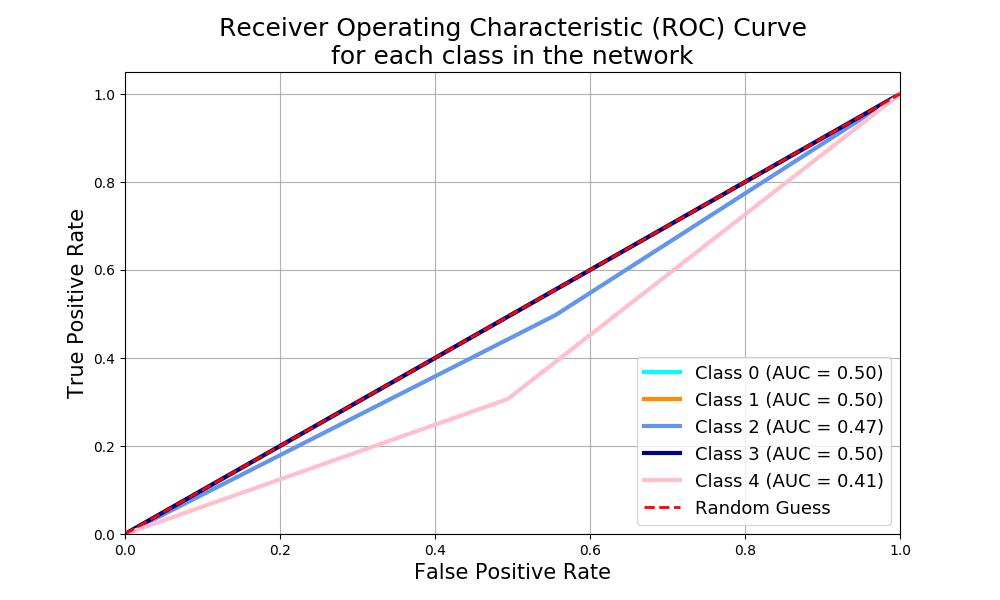 Receiver Operating Characteristic (ROC) Curve
for each class in the network
True Positive Rate
1.0
0.8
0.6
0.4
0.2
0.0
Class 0 (AUC = 0.50)
Class 1 (AUC = 0.50)
Class 2 (AUC = 0.47)
Class 3 (AUC = 0.50)
Class 4 (AUC = 0.41)
Random Guess
0.0 0.2 0.4 0.6 0.8 1.0
False Positive Rate